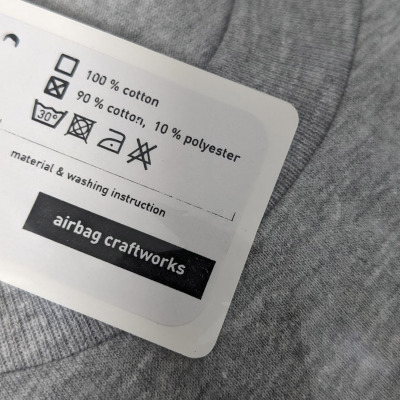 100 % cotton
90 % cotton, 10 % polyester
30°
material & washing instruction
airbag craftworks